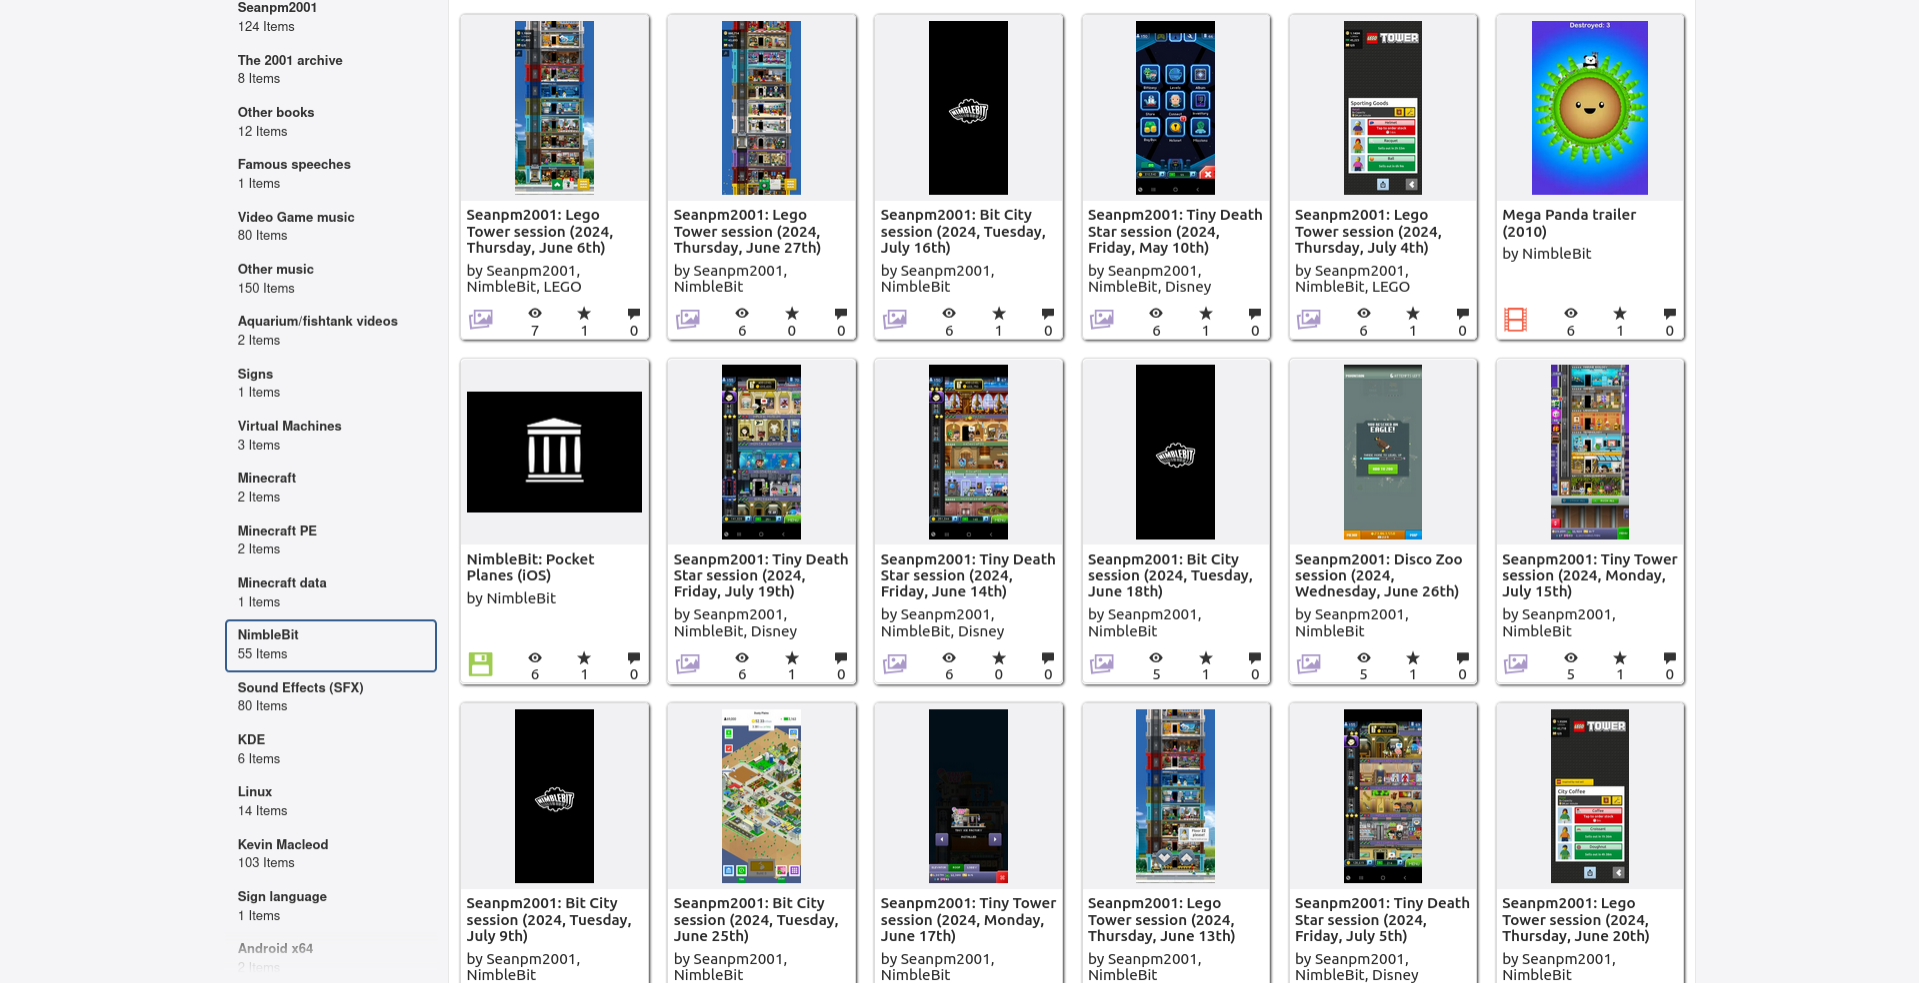 Seanpm2001
124 Items
The 2001 archive
8 Items
Other books
12 Items
Famous speeches
1 Items
Video Game music
80 Items
Other music
150 Items
Aquarium/fishtank videos
2 Items
Signs
1 Items
Virtual Machines
3 Items
Minecraft
2 Items
Minecraft PE
2 Items
Minecraft data
1 Items
NimbleBit
55 Items
Sound Effects (SFX)
80 Items
KDE
6 Items
Linux
14 Items
Kevin Macleod
103 Items
Sign language
1 Items
Android x64
2 Items
Seanpm2001: Lego
Tower session (2024,
Thursday, June 6th)
by Seanpm2001,
NimbleBit, LEGO
7
1
0
Seanpm2001: Lego
Tower session (2024,
Thursday, June 27th)
by Seanpm2001,
NimbleBit
6
0
0
NIMBLEBIT
Seanpm2001: Bit City
session (2024, Tuesday,
July 16th)
by Seanpm2001,
NimbleBit
6
1
0
Seanpm2001: Tiny Death
Star session (2024,
Friday, May 10th)
by Seanpm2001,
NimbleBit, Disney
6
1
0
LEGO TOWER
Sporting Goods
Seanpm2001: Lego
Tower session (2024,
Thursday, July 4th)
by Seanpm2001,
NimbleBit, LEGO
6
1
0
Destroyed: 3
Mega Panda trailer
(2010)
by NimbleBit
6
1
0
NimbleBit: Pocket
Planes (iOS)
by NimbleBit
6
1
0
Seanpm2001: Tiny Death
Star session (2024,
Friday, July 19th)
by Seanpm2001,
NimbleBit, Disney
6
1
0
Seanpm2001: Tiny Death
Star session (2024,
Friday, June 14th)
by Seanpm2001,
NimbleBit, Disney
6
0
0
NIMBLEBIT
Seanpm2001: Bit City
session (2024, Tuesday,
June 18th)
by Seanpm2001,
NimbleBit
5
1
0
EAGLE!
Seanpm2001: Disco Zoo
session (2024,
Wednesday, June 26th)
by Seanpm2001,
NimbleBit
5
1
0
Seanpm2001: Tiny Tower
session (2024, Monday,
July 15th)
by Seanpm2001,
NimbleBit
5
1
0
NIMBLEBIT
Seanpm2001: Bit City
session (2024, Tuesday,
July 9th)
by Seanpm2001,
NimbleBit
Seanpm2001: Bit City
session (2024, Tuesday,
June 25th)
by Seanpm2001,
NimbleBit
Seanpm2001: Tiny Tower
session (2024, Monday,
June 17th)
by Seanpm2001,
NimbleBit
Seanpm2001: Lego
Tower session (2024,
Thursday, June 13th)
by Seanpm2001,
NimbleBit
Seanpm2001: Tiny Death
Star session (2024,
Friday, July 5th)
by Seanpm2001,
NimbleBit, Disney
LEGO TOWER
City Coffee
Seanpm2001: Lego
Tower session (2024,
Thursday, June 20th)
by Seanpm2001,
NimbleBit